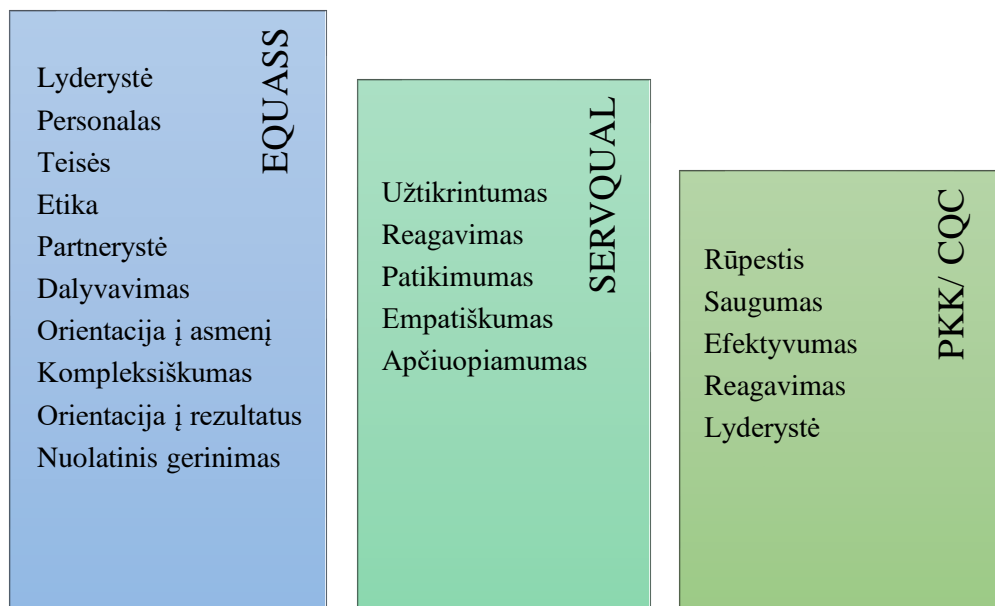 EQUASS
Lyderystė
Personalas
Teisės
Etika
Partnerystė
Dalyvavimas
Orientacija į asmenį
Kompleksiškumas
Orientacija į rezultatus
Nuolatinis gerinimas
SERVQUAL
Užtikrintumas
Reagavimas
Patikimumas
Empatiškumas
Apčiuopiamumas
PKK/ CQC
Rūpestis
Saugumas
Efektyvumas
Reagavimas
Lyderystė